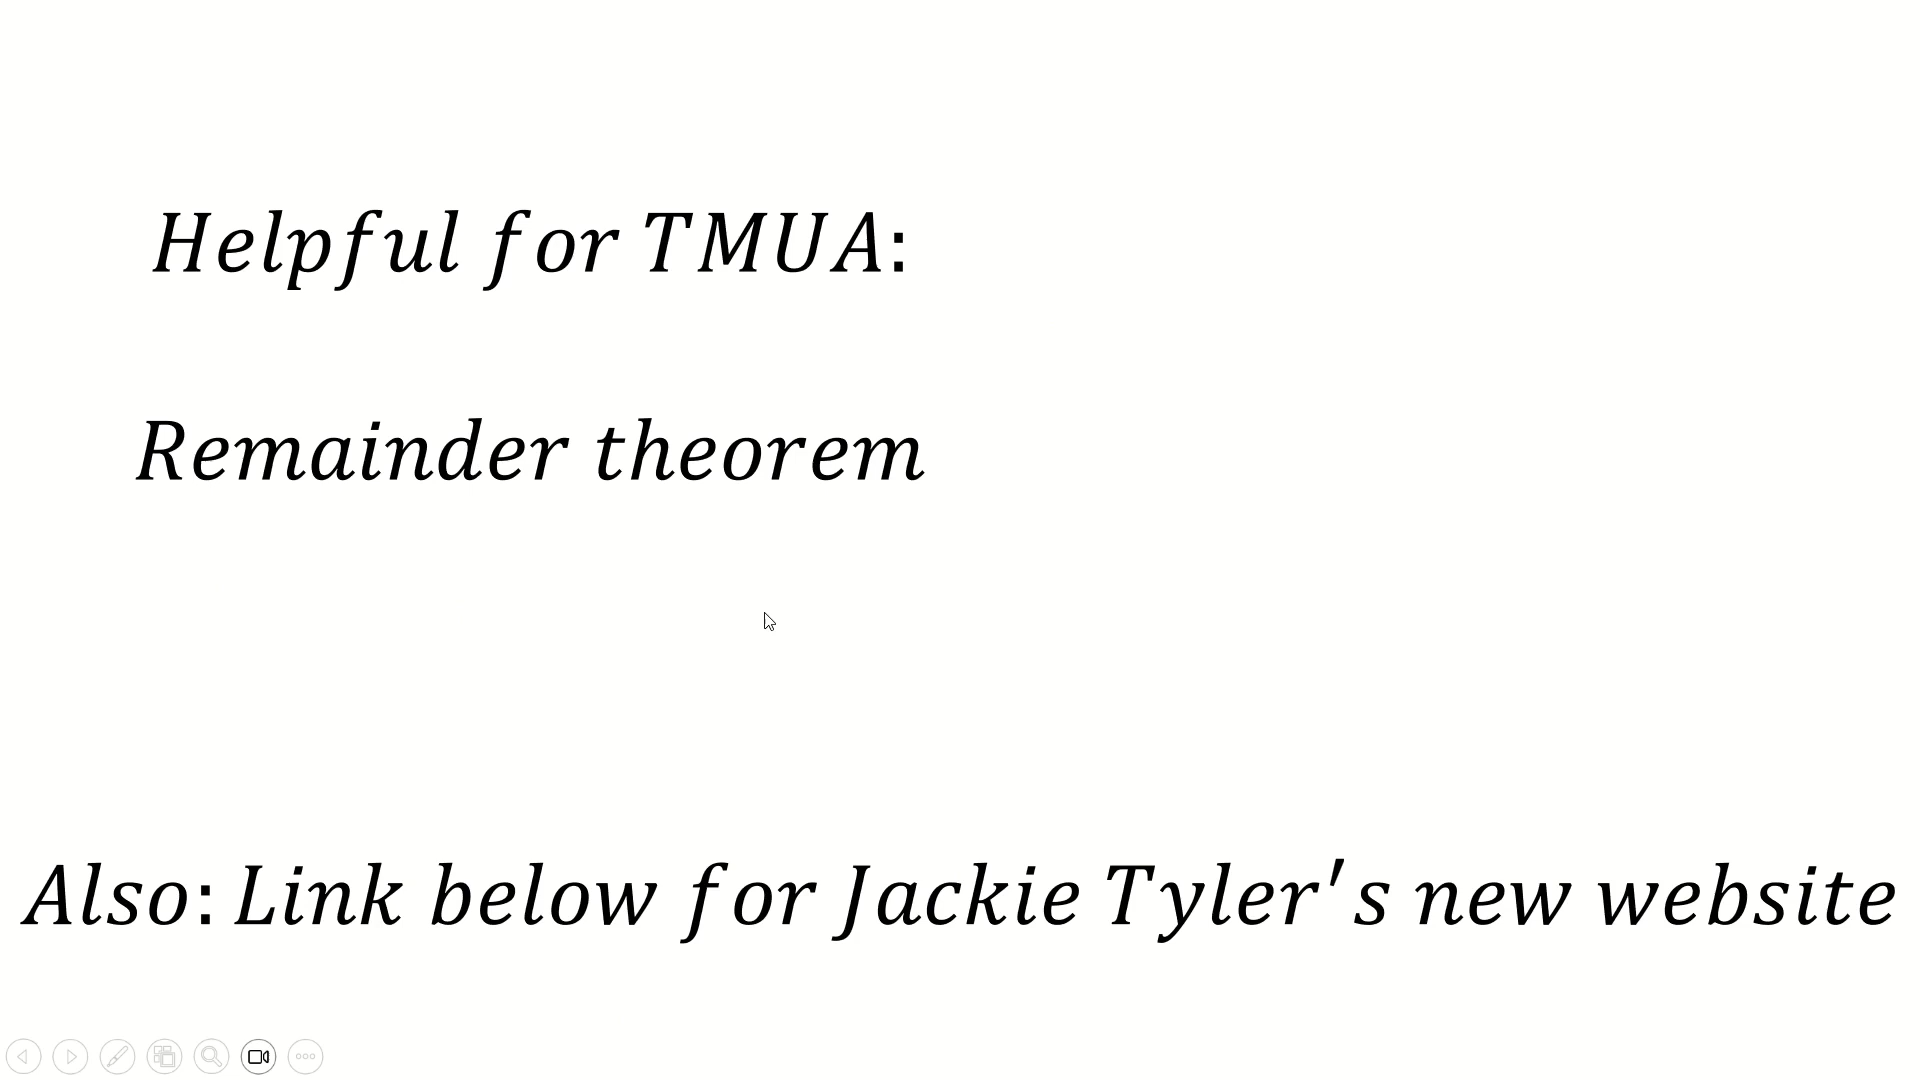 Helpful for TMUA:
Remainder theorem
Also: Link below for Jackie Tyler's new website